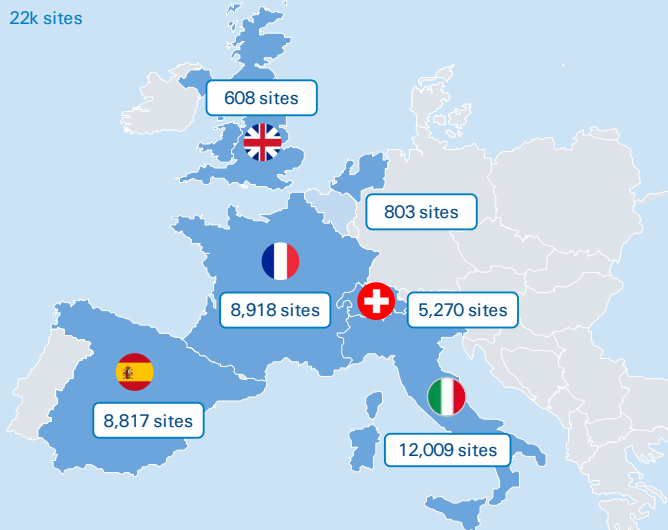 22k sites
608 sites
803 sites
8,918 sites
5,270 sites
8,817 sites
12,009 sites